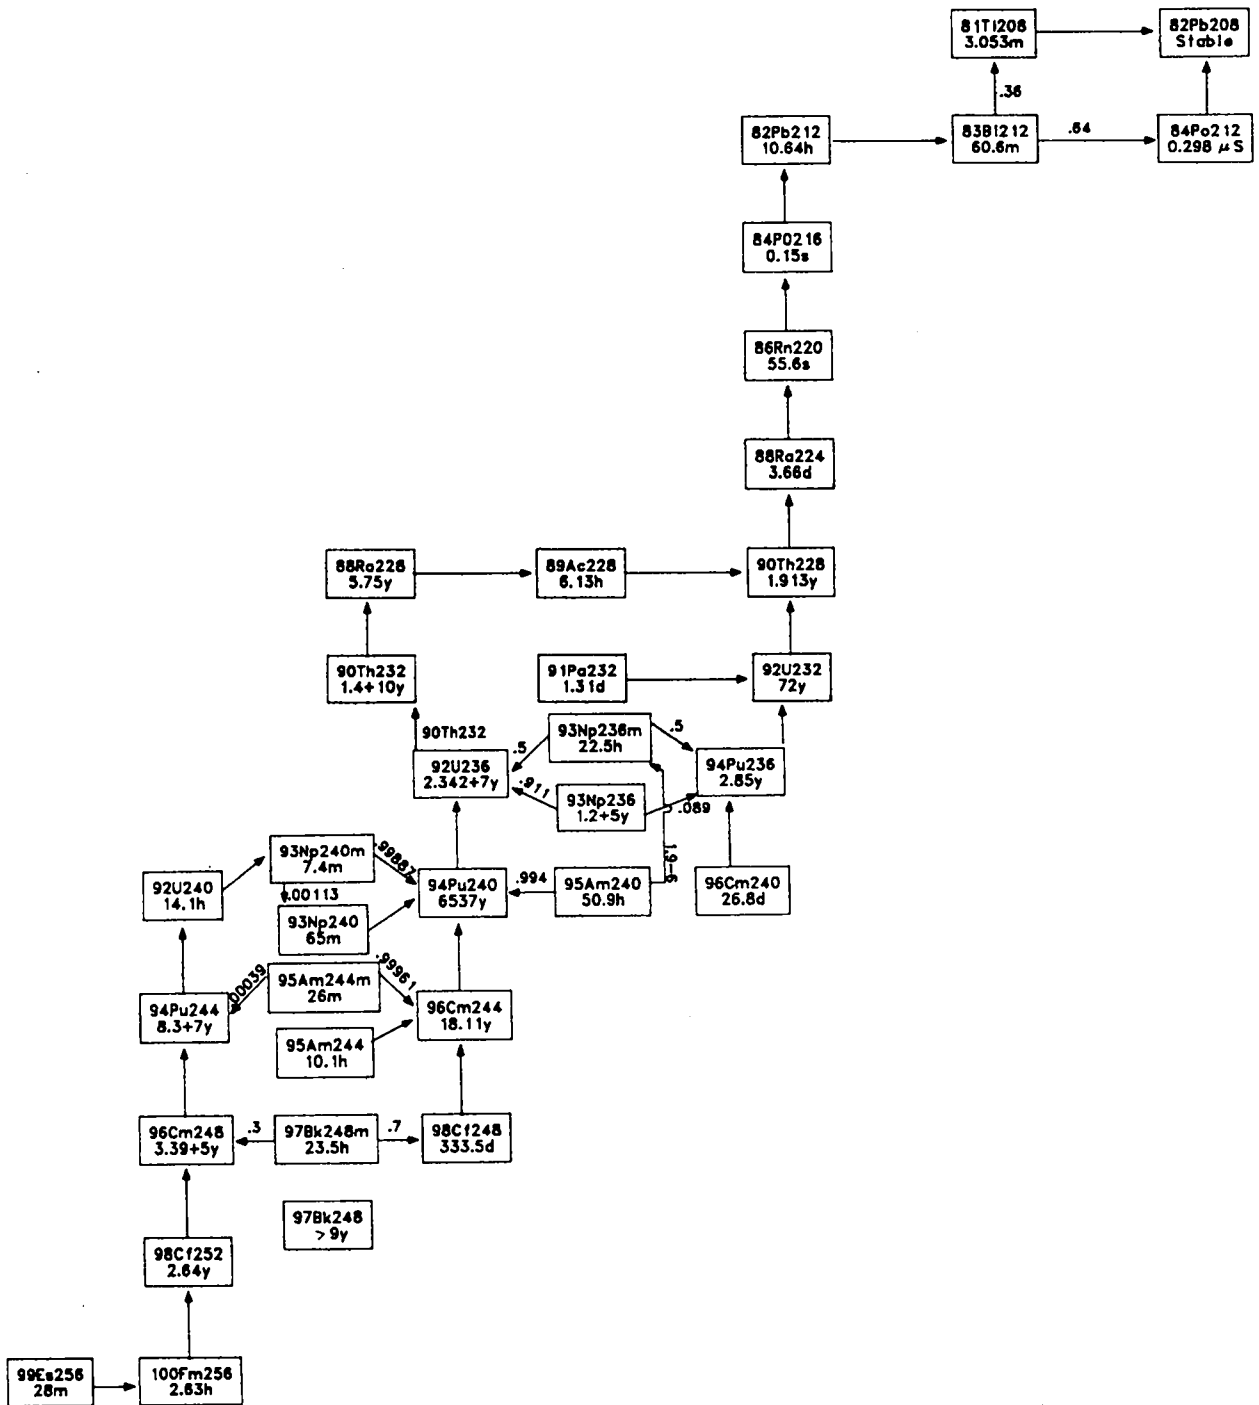 81Tl208
3.053m
82Pb208
Stable
.36
82Pb212
10.64h
83Bi212
60.6m
.64
84Po212
0.298 μS
84PO216
0.15s
86Rn220
55.6s
88Ra224
3.66d
88Ra228
5.75y
89Ac228
6.13h
90Th228
1.913y
90Th232
1.4+10y
91Pa232
1.31d
92U232
72y
90Th232
93Np236m
22.5h
.5
.5
92U236
2.342+7y
94Pu236
2.85y
.911
93Np236
1.2+5y
.089
93Np240m
7.4m
.99887
1.9-6
92U240
14.1h
.00113
94Pu240
6537y
.994
95Am240
50.9h
96Cm240
26.8d
93Np240
65m
.00039
95Am244m
26m
.99961
94Pu244
8.3+7y
96Cm244
18.11y
95Am244
10.1h
96Cm248
3.39+5y
.3
97Bk248m
23.5h
.7
98Cf248
333.5d
97Bk248
> 9y
98Cf252
2.64y
99Es256
28m
100Fm256
2.63h